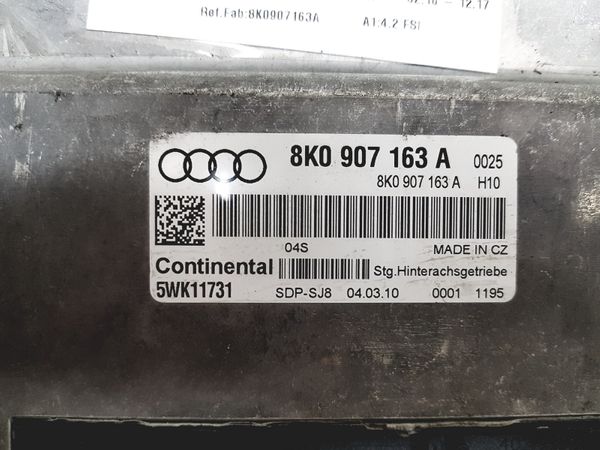 Ref.Fab:8K0907163A A1:4.2 FSI
8K0 907 163 A 0025
8K0 907 163 A H10
04S MADE IN CZ
Continental Stg.Hinterachsgetriebe
5WK11731 SDP-SJ8 04.03.10 0001 1195